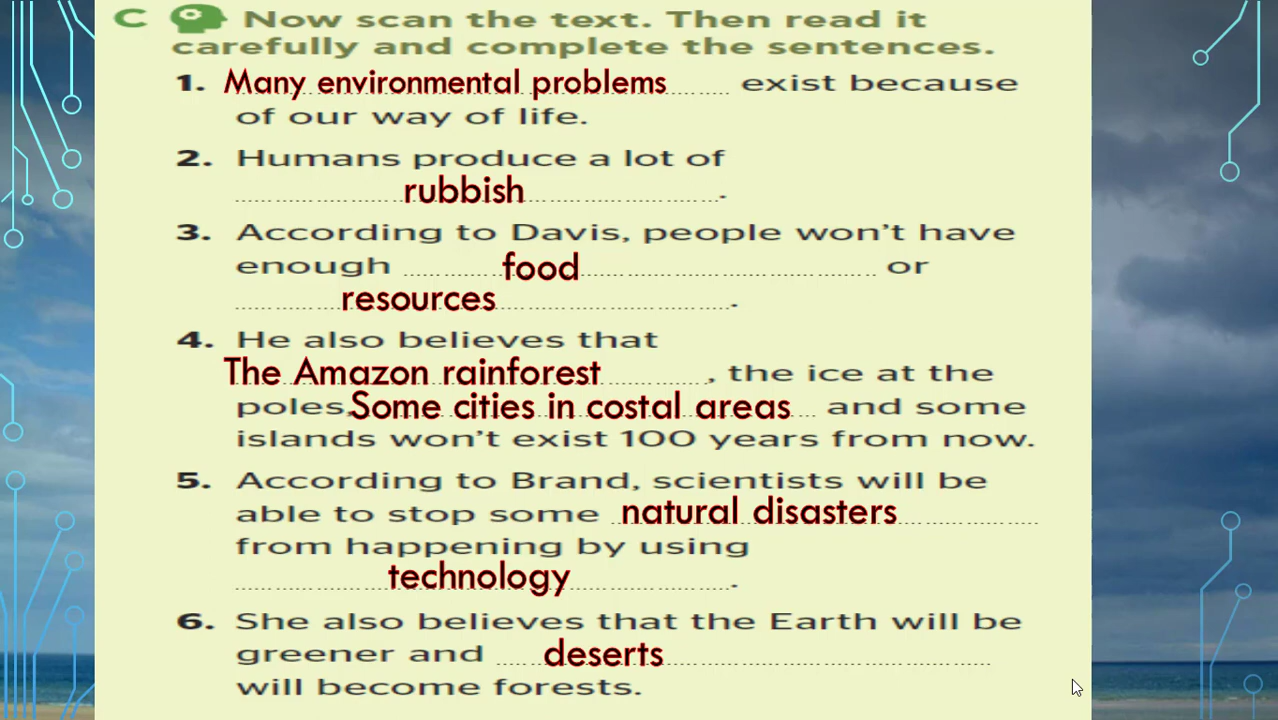 C Now scan the text. Then read it
carefully and complete the sentences.
1. Many environmental problems exist because
of our way of life.
2. Humans produce a lot of
rubbish.
3. According to Davis, people won't have
enough food or
resources.
4. He also believes that
The Amazon rainforest, the ice at the
poles, Some cities in costal areas and some
islands won't exist 100 years from now.
5. According to Brand, scientists will be
able to stop some natural disasters
from happening by using
technology.
6. She also believes that the Earth will be
greener and deserts
will become forests.